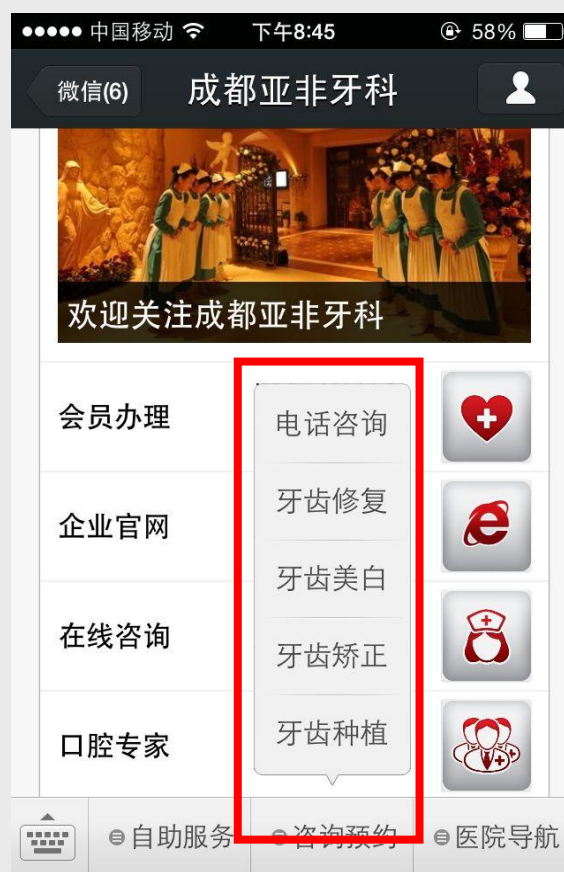 中国移动 下午8:45 58%
微信(6) 成都亚非牙科
欢迎关注成都亚非牙科
会员办理
企业官网
在线咨询
口腔专家
电话咨询
牙齿修复
牙齿美白
牙齿矫正
牙齿种植
自助服务 咨询预约 医院导航